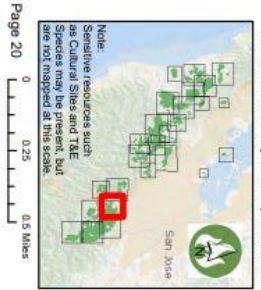 Note:
Sensitive resources such
as Cultural Sites and T&E
Species may be present, but
are not mapped at this scale.
San Jose
N
Page 20
0 0.25 0.5 Miles